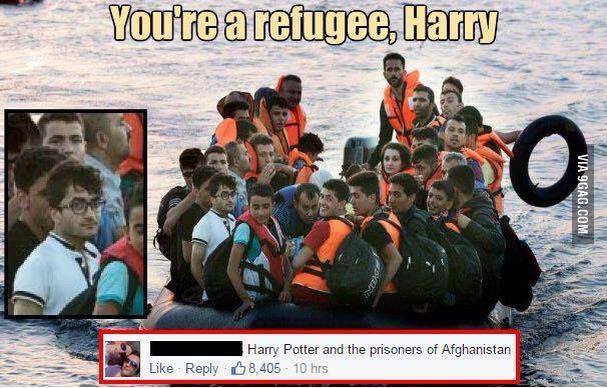 You're a refugee, Harry
VIA 9GAG.COM
Harry Potter and the prisoners of Afghanistan
Like · Reply · 8,405 · 10 hrs